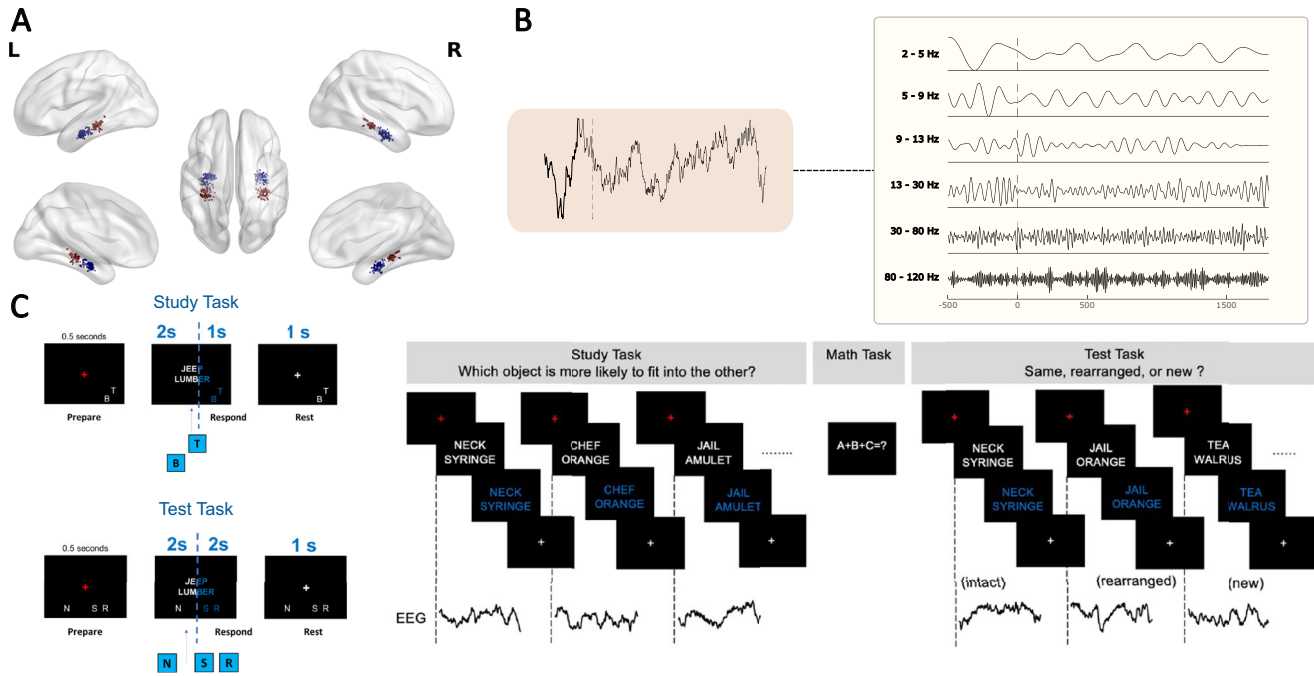 A
L
R
B
2 - 5 Hz
5 - 9 Hz
9 - 13 Hz
13 - 30 Hz
30 - 80 Hz
80 - 120 Hz
-500 0 500 1500
C
Study Task
2s 1s 1 s
0.5 seconds
+
T
B
JEEP
LUMBER
T
B
+
T
B
Prepare Respond Rest
T
B
Test Task
2s 2s 1 s
0.5 seconds
+
N S R
JEEP
LUMBER
N S R
+
N S R
Prepare Respond Rest
N S R
Study Task
Which object is more likely to fit into the other?
+
NECK
SYRINGE
NECK
SYRINGE
+
+
CHEF
ORANGE
CHEF
ORANGE
+
+
JAIL
AMULET
JAIL
AMULET
+
........
EEG
Math Task
A+B+C=?
Test Task
Same, rearranged, or new ?
+
NECK
SYRINGE
NECK
SYRINGE
+
(intact)
+
JAIL
ORANGE
JAIL
ORANGE
+
(rearranged)
+
TEA
WALRUS
TEA
WALRUS
+
(new)
......